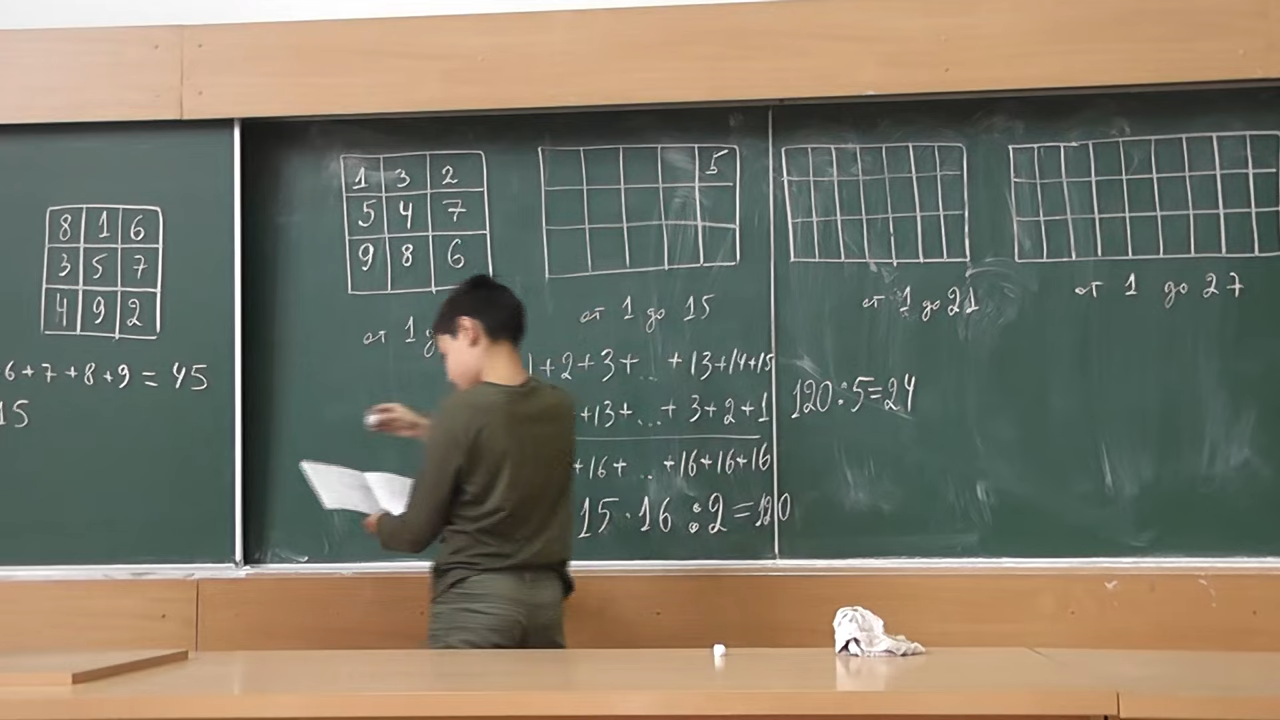 8 1 6
3 5 7
4 9 2
6+7+8+9=45
15
1 3 2
5 4 7
9 8 6
от 1
5
от 1 до 15
1+2+3+...+13+14+15
+13+...+3+2+1
+16+...+16+16+16
15·16:2=120
от 1 до 21
120:5=24
от 1 до 27